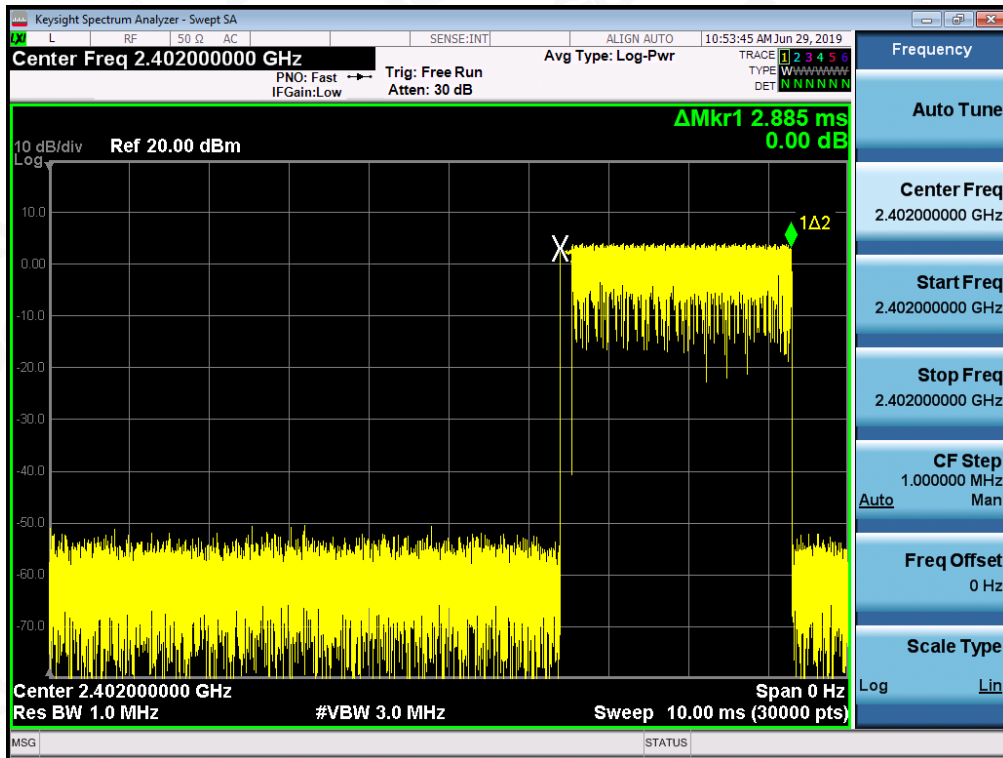 Keysight Spectrum Analyzer - Swept SA
LXI L RF 50 Ω AC SENSE:INT ALIGN AUTO 10:53:45 AM Jun 29, 2019
Center Freq 2.402000000 GHz
PNO: Fast
IFGain:Low
Trig: Free Run
Atten: 30 dB
Avg Type: Log-Pwr
TRACE 1 2 3 4 5 6
TYPE WWWWWW
DET N N N N N N
ΔMkr1 2.885 ms
0.00 dB
10 dB/div Ref 20.00 dBm
Log
10.0
0.00
-10.0
-20.0
-30.0
-40.0
-50.0
-60.0
-70.0
X
1Δ2
Center 2.402000000 GHz Span 0 Hz
Res BW 1.0 MHz #VBW 3.0 MHz Sweep 10.00 ms (30000 pts)
MSG STATUS
Frequency
Auto Tune
Center Freq
2.402000000 GHz
Start Freq
2.402000000 GHz
Stop Freq
2.402000000 GHz
CF Step
1.000000 MHz
Auto Man
Freq Offset
0 Hz
Scale Type
Log Lin